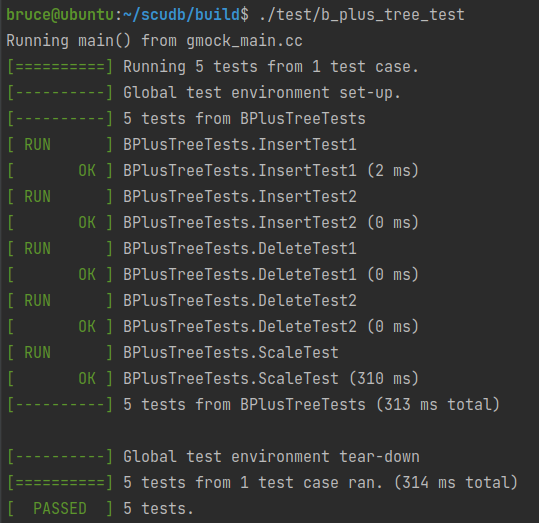 bruce@ubuntu:~/scudb/build$ ./test/b_plus_tree_test
Running main() from gmock_main.cc
[==========] Running 5 tests from 1 test case.
[----------] Global test environment set-up.
[----------] 5 tests from BPlusTreeTests
[ RUN      ] BPlusTreeTests.InsertTest1
[       OK ] BPlusTreeTests.InsertTest1 (2 ms)
[ RUN      ] BPlusTreeTests.InsertTest2
[       OK ] BPlusTreeTests.InsertTest2 (0 ms)
[ RUN      ] BPlusTreeTests.DeleteTest1
[       OK ] BPlusTreeTests.DeleteTest1 (0 ms)
[ RUN      ] BPlusTreeTests.DeleteTest2
[       OK ] BPlusTreeTests.DeleteTest2 (0 ms)
[ RUN      ] BPlusTreeTests.ScaleTest
[       OK ] BPlusTreeTests.ScaleTest (310 ms)
[----------] 5 tests from BPlusTreeTests (313 ms total)
[----------] Global test environment tear-down
[==========] 5 tests from 1 test case ran. (314 ms total)
[  PASSED  ] 5 tests.